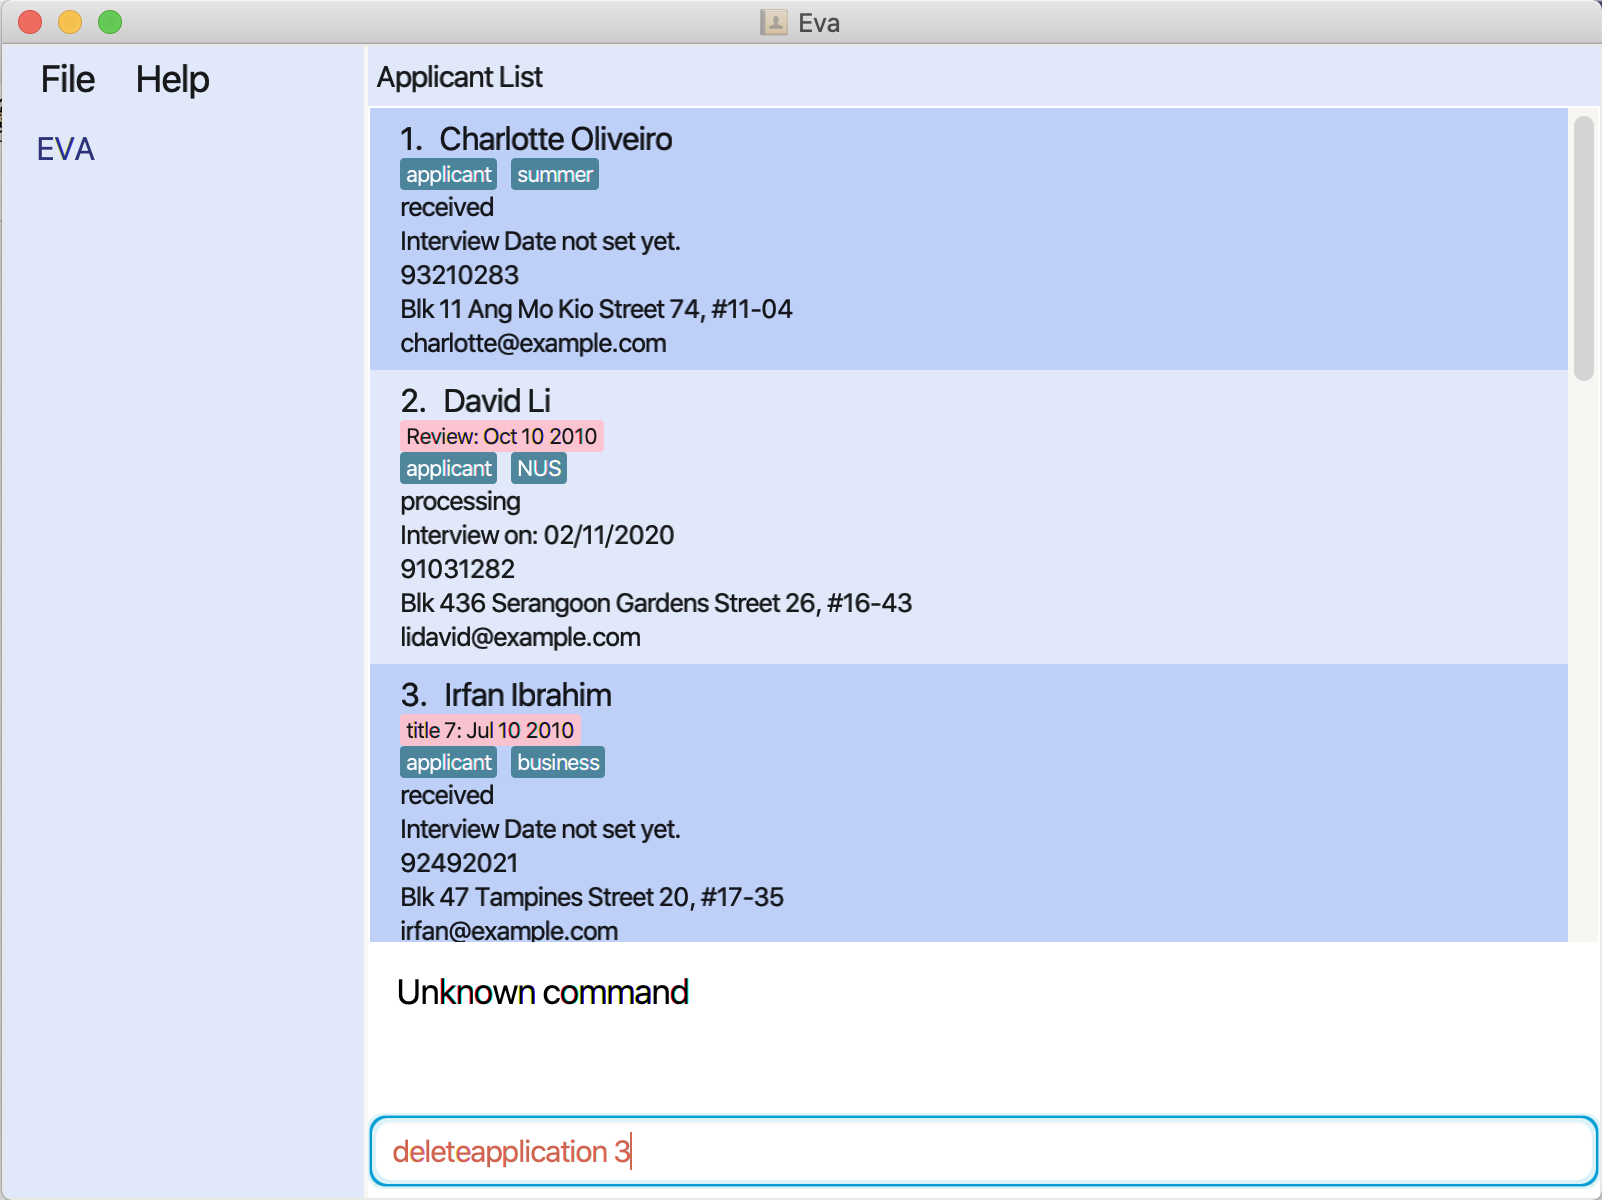 Eva
File Help
EVA
Applicant List
1. Charlotte Oliveiro
applicant summer
received
Interview Date not set yet.
93210283
Blk 11 Ang Mo Kio Street 74, #11-04
charlotte@example.com
2. David Li
Review: Oct 10 2010
applicant NUS
processing
Interview on: 02/11/2020
91031282
Blk 436 Serangoon Gardens Street 26, #16-43
lidavid@example.com
3. Irfan Ibrahim
title 7: Jul 10 2010
applicant business
received
Interview Date not set yet.
92492021
Blk 47 Tampines Street 20, #17-35
irfan@example.com
Unknown command
deleteapplication 3